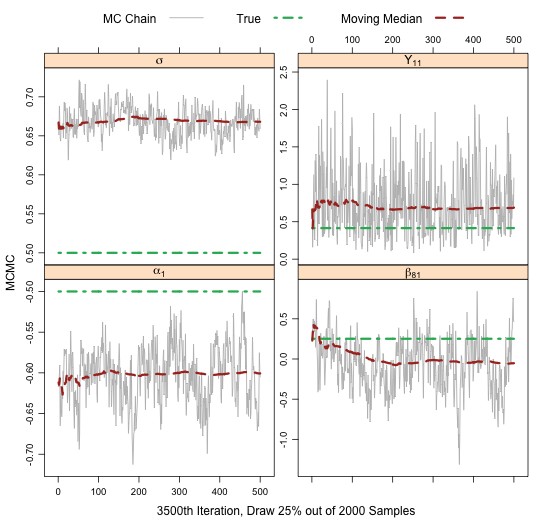 MC Chain True Moving Median
0 100 200 300 400 500
σ Υ₁₁
0.70
0.65
0.60
0.55
0.50
2.5
2.0
1.5
1.0
0.5
0.0
MCMC
α₁ β₈₁
-0.50
-0.55
-0.60
-0.65
-0.70
0.5
0.0
-0.5
-1.0
0 100 200 300 400 500
3500th Iteration, Draw 25% out of 2000 Samples